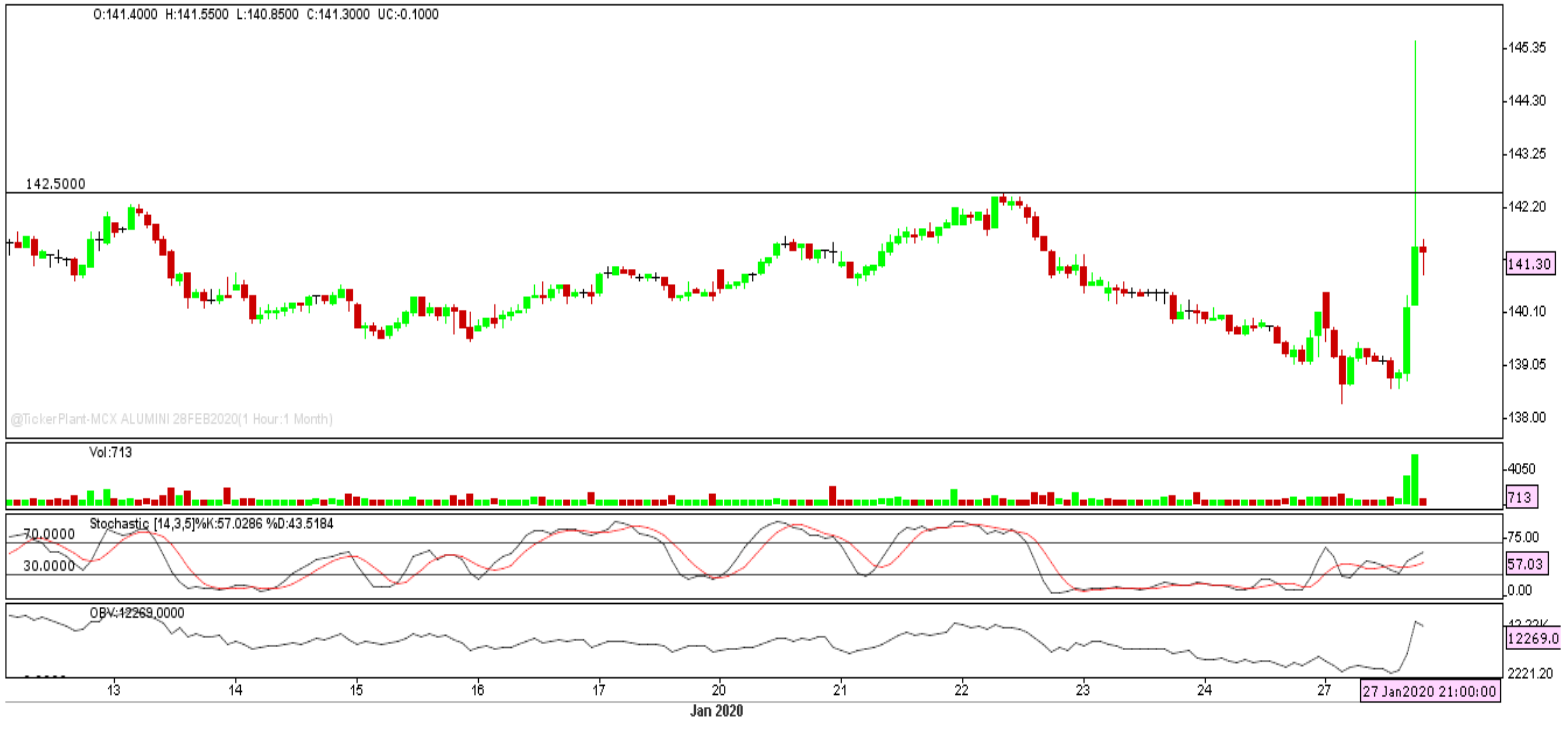 O:141.4000 H:141.5500 L:140.8500 C:141.3000 UC:-0.1000
145.35
144.30
143.25
142.5000
142.20
141.30
140.10
139.05
138.00
@TickerPlant-MCX ALUMINI 28FEB2020(1 Hour:1 Month)
Vol:713
4050
713
Stochastic [14,3,5]%K:57.0286 %D:43.5184
70.0000
75.00
30.0000
57.03
0.00
OBV:12269.0000
12269.0
2221.20
13 14 15 16 17 20 21 22 23 24 27
27 Jan2020 21:00:00
Jan 2020